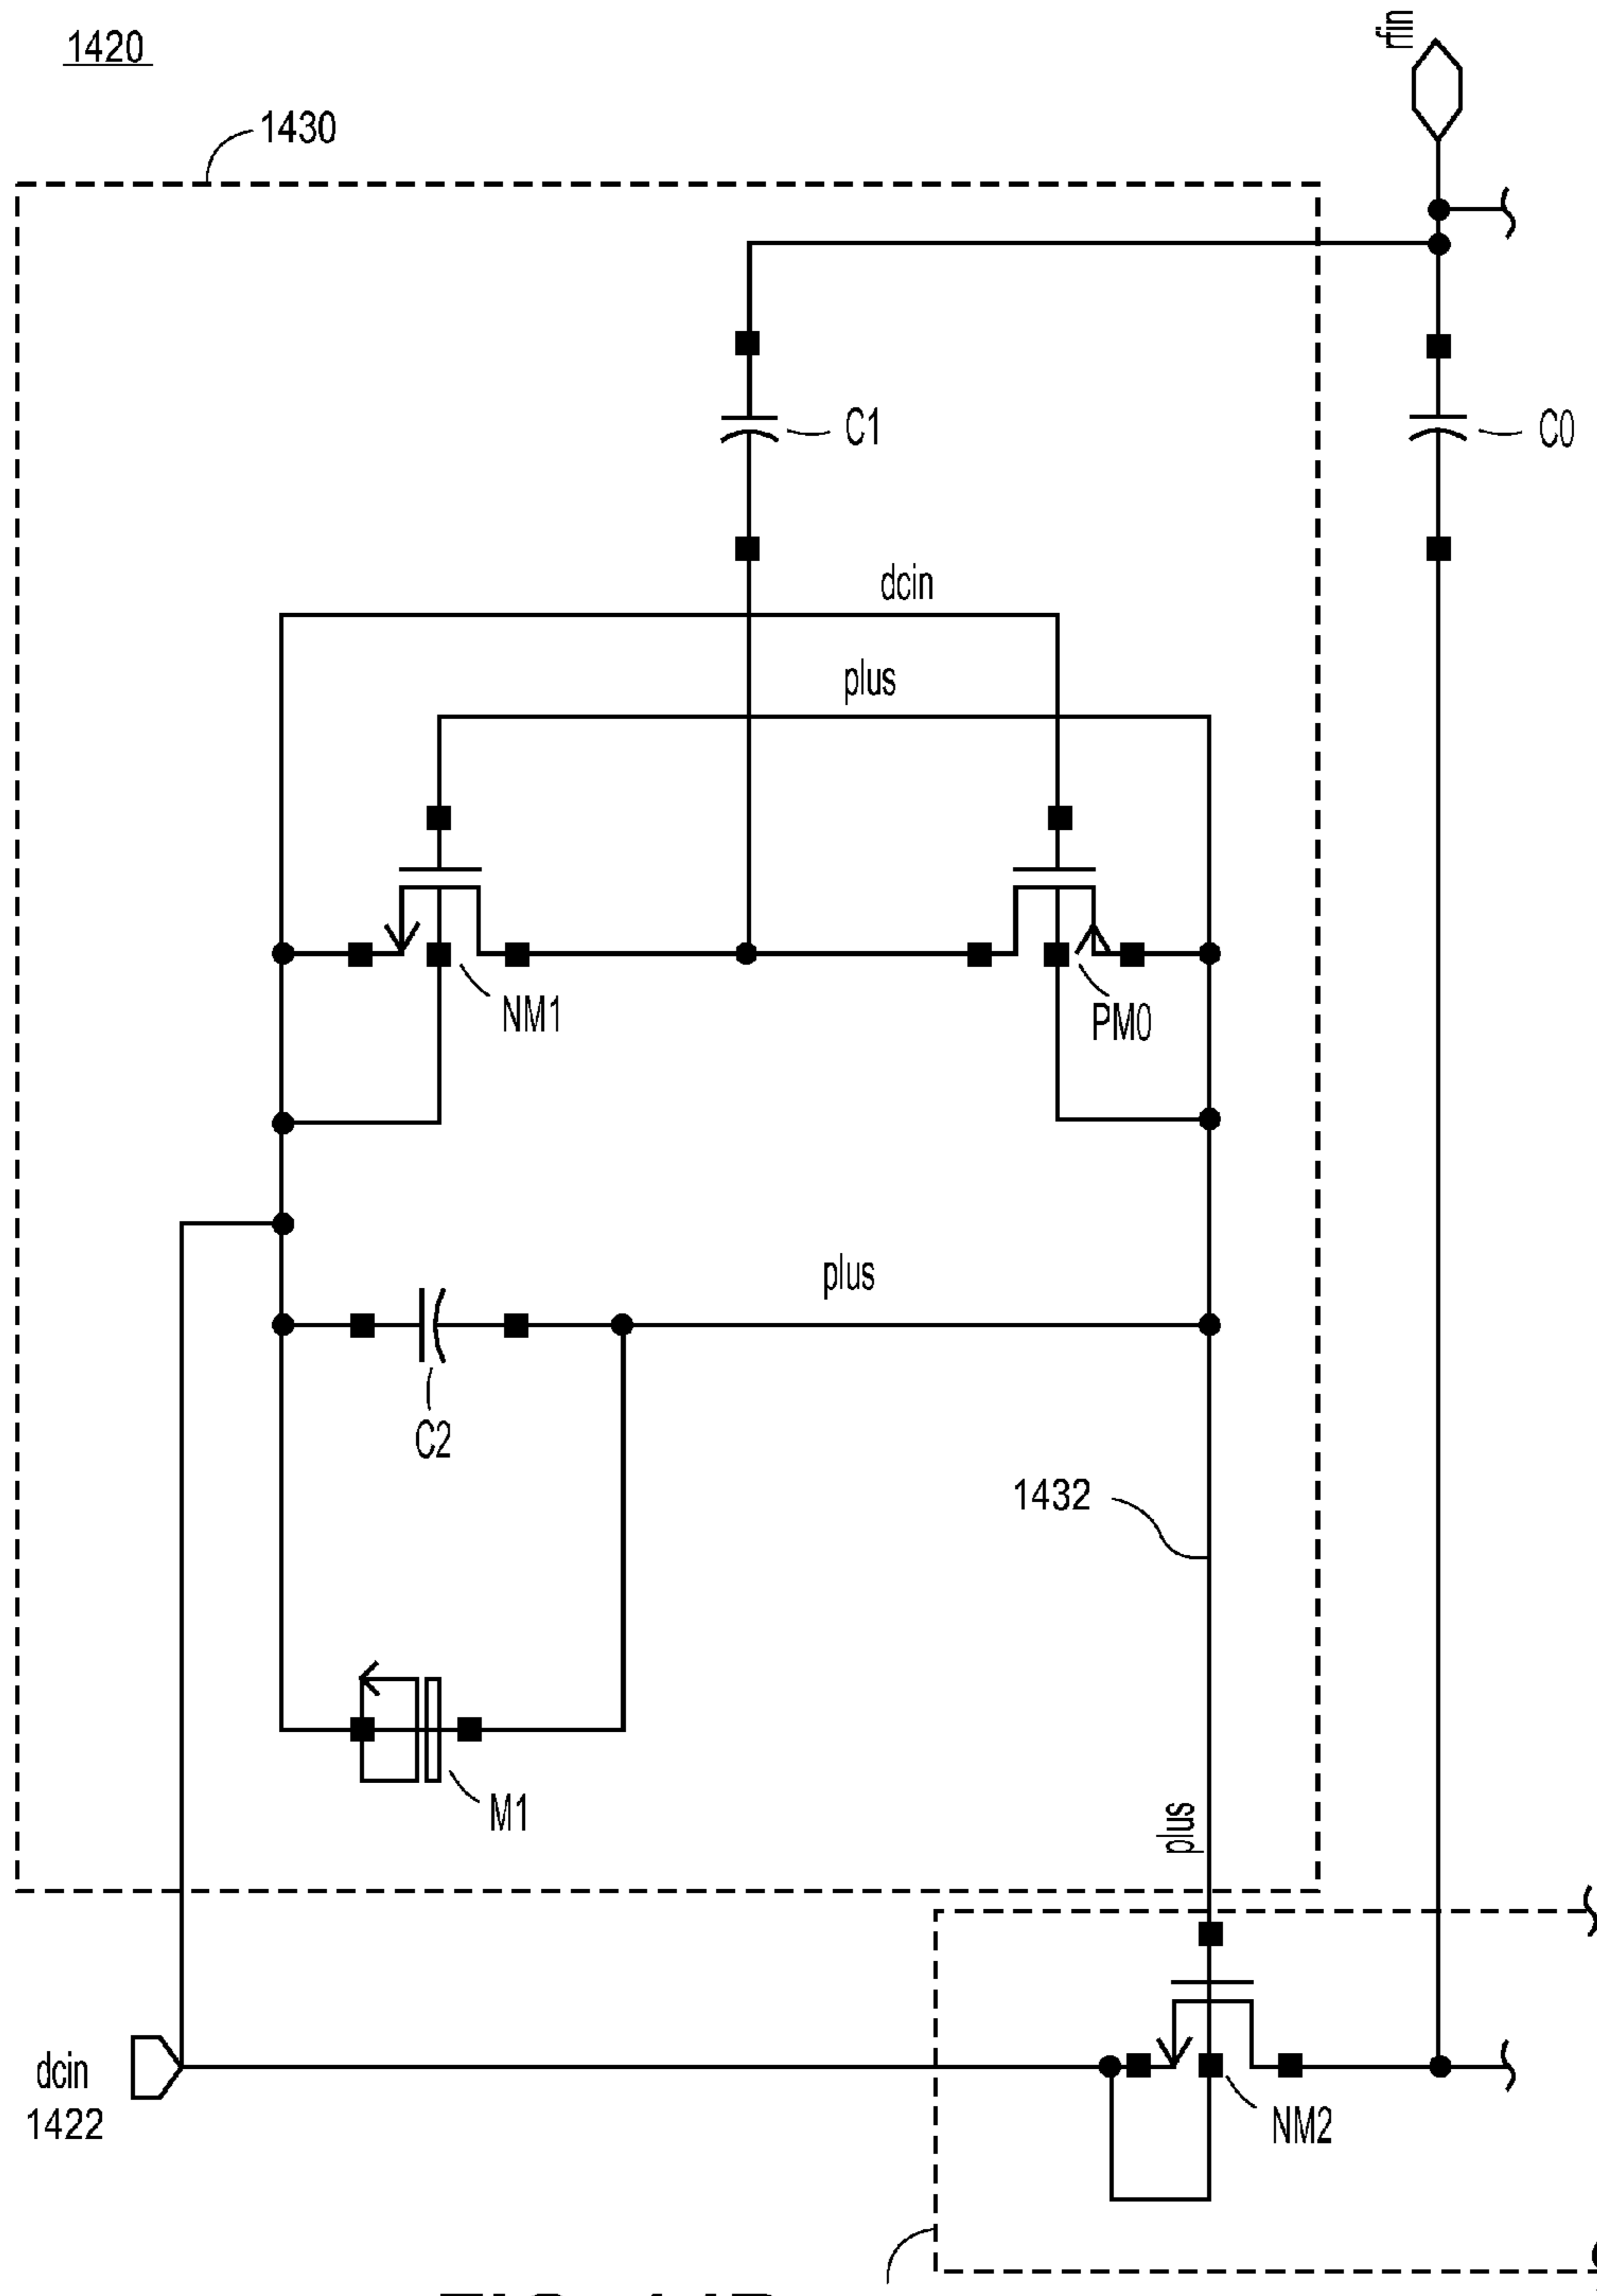 1420
rfin
1430
C1
C0
dcin
plus
NM1
PM0
plus
C2
1432
M1
plus
dcin
1422
NM2